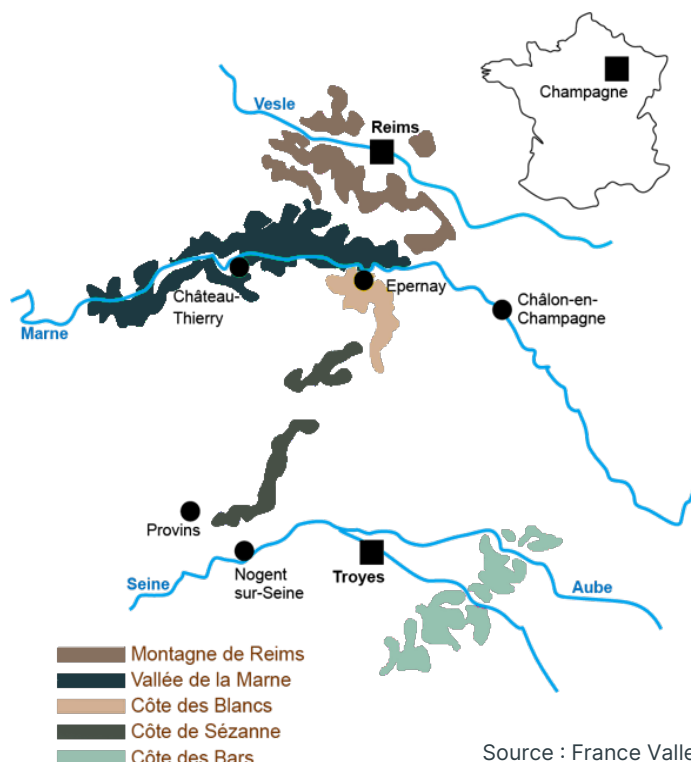 Vesle
Reims
Champagne
Château-
Thierry
Epernay
Châlon-en-
Champagne
Marne
Provins
Nogent
sur-Seine
Troyes
Seine
Aube
Montagne de Reims
Vallée de la Marne
Côte des Blancs
Côte de Sézanne
Côte des Bars
Source : France Valle